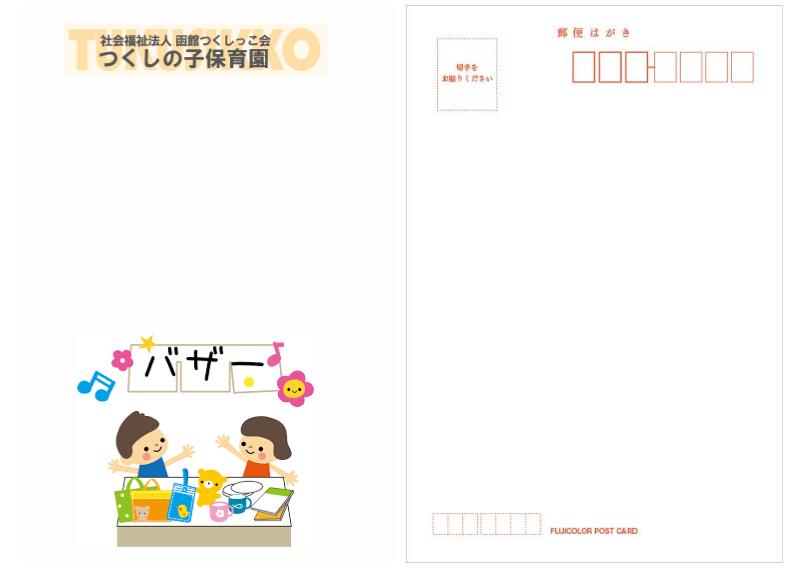 TUKUSIKKO
社会福祉法人 函館つくしっこ会
つくしの子保育園
バザー
郵便はがき
切手を
お貼りください
FUJICOLOR POST CARD